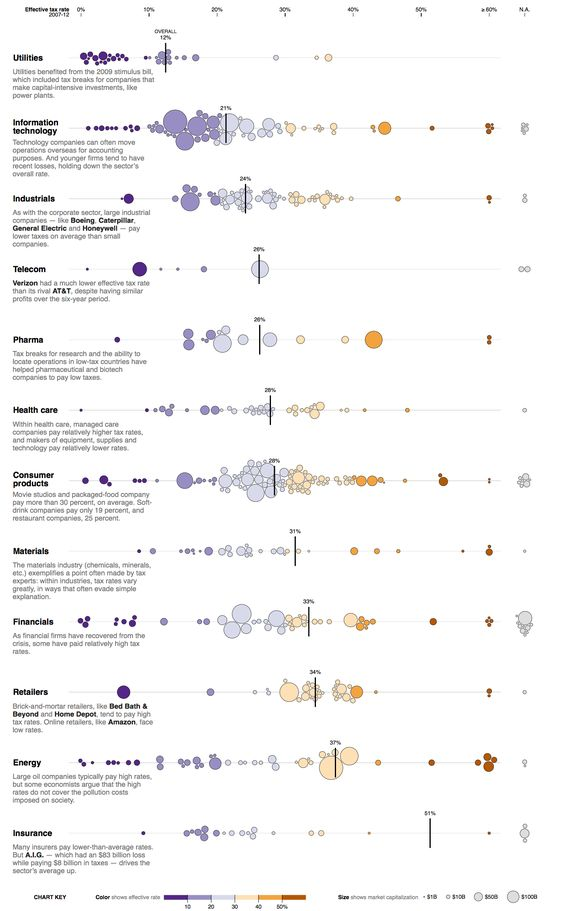 Effective tax rate 0% 10% 20% 30% 40% 50% ≥ 60% N.A.
2007-12
OVERALL
12%
Utilities
Utilities benefited from the 2009 stimulus bill,
which included tax breaks for companies that
make capital-intensive investments, like
power plants.
21%
Information
technology
Technology companies can often move
operations overseas for accounting
purposes. And younger firms tend to have
recent losses, holding down the sector's
overall rate.
24%
Industrials
As with the corporate sector, large industrial
companies — like Boeing, Caterpillar,
General Electric and Honeywell — pay
lower taxes on average than small
companies.
26%
Telecom
Verizon had a much lower effective tax rate
than its rival AT&T, despite having similar
profits over the six-year period.
26%
Pharma
Tax breaks for research and the ability to
locate operations in low-tax countries have
helped pharmaceutical and biotech
companies to pay low taxes.
28%
Health care
Within health care, managed care
companies pay relatively higher tax rates,
and makers of equipment, supplies and
technology pay relatively lower rates.
28%
Consumer
products
Movie studios and packaged-food company
pay more than 30 percent, on average. Soft-
drink companies pay only 19 percent, and
restaurant companies, 25 percent.
31%
Materials
The materials industry (chemicals, minerals,
etc.) exemplifies a point often made by tax
experts: within industries, tax rates vary
greatly, in ways that often evade simple
explanation.
33%
Financials
As financial firms have recovered from the
crisis, some have paid relatively high tax
rates.
34%
Retailers
Brick-and-mortar retailers, like Bed Bath &
Beyond and Home Depot, tend to pay high
tax rates. Online retailers, like Amazon, face
low rates.
37%
Energy
Large oil companies typically pay high rates,
but some economists argue that the high
rates do not cover the pollution costs
imposed on society.
51%
Insurance
Many insurers pay lower-than-average rates.
But A.I.G. — which had an $83 billion loss
while paying $8 billion in taxes — drives the
sector's average up.
CHART KEY Color shows effective rate 10 20 30 40 50% Size shows market capitalization $1B $10B $50B $100B